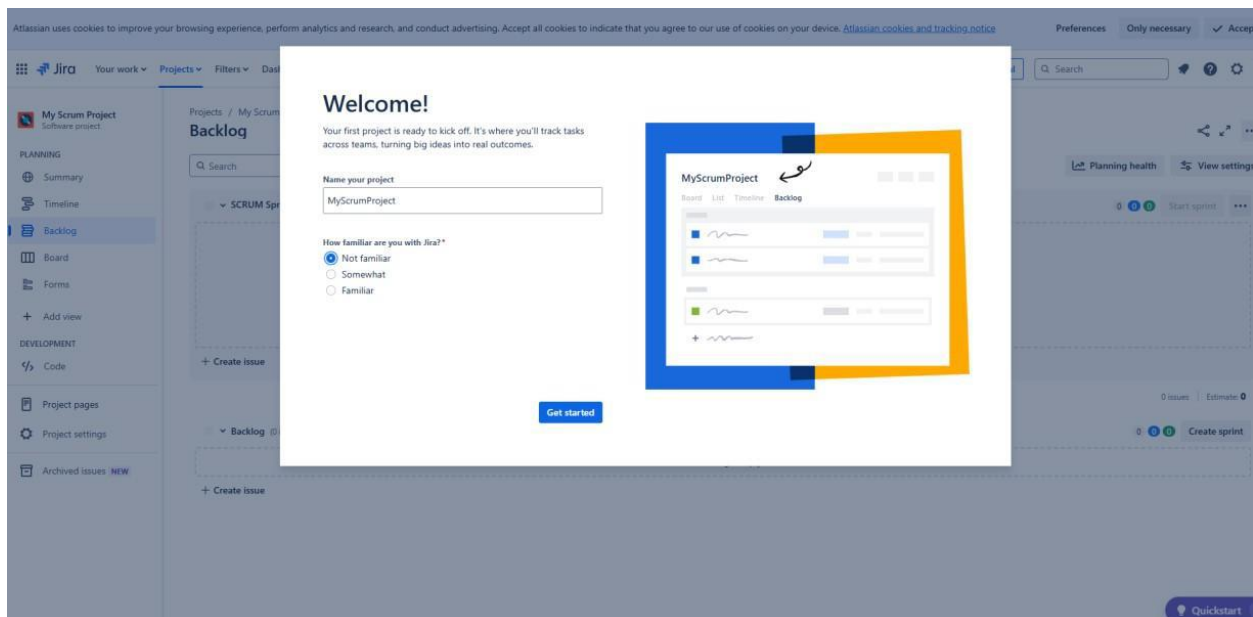 Atlassian uses cookies to improve your browsing experience, perform analytics and research, and conduct advertising. Accept all cookies to indicate that you agree to our use of cookies on your device. Atlassian cookies and tracking notice Preferences Only necessary Accep
Jira Your work Projects Filters Dasl Search
My Scrum Project
Software project
PLANNING
Summary
Timeline
Backlog
Board
Forms
Add view
DEVELOPMENT
Code
Project pages
Project settings
Archived issues NEW
Projects / My Scrum
Backlog
Search
Planning health View settings
SCRUM Spr
0 0 0 Start sprint
+ Create issue
0 issues Estimate: 0
Backlog (0
0 0 0 Create sprint
+ Create issue
Welcome!
Your first project is ready to kick off. It's where you'll track tasks
across teams, turning big ideas into real outcomes.
Name your project
MyScrumProject
How familiar are you with Jira?*
Not familiar
Somewhat
Familiar
Get started
MyScrumProject
Board List Timeline Backlog
Quickstart